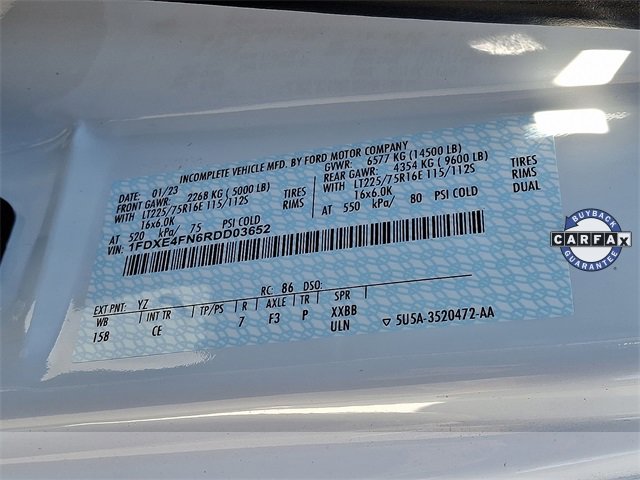 INCOMPLETE VEHICLE MFD. BY FORD MOTOR COMPANY
DATE: 01/23 GVWR: 6577 KG (14500 LB)
FRONT GAWR: 2268 KG (5000 LB) REAR GAWR: 4354 KG (9600 LB)
WITH LT225/75R16E 115/112S TIRES WITH LT225/75R16E 115/112S TIRES
16x6.0K RIMS 16x6.0K RIMS
AT 520 kPa/ 75 PSI COLD AT 550 kPa/ 80 PSI COLD DUAL
VIN: 1FDXE4FN6RDD03652
EXT PNT: YZ RC: 86 DSO:
WB INT TR TP/PS R AXLE TR SPR
158 CE 7 F3 P XXBB
ULN 5U5A-3520472-AA
BUYBACK
CARFAX
GUARANTEE